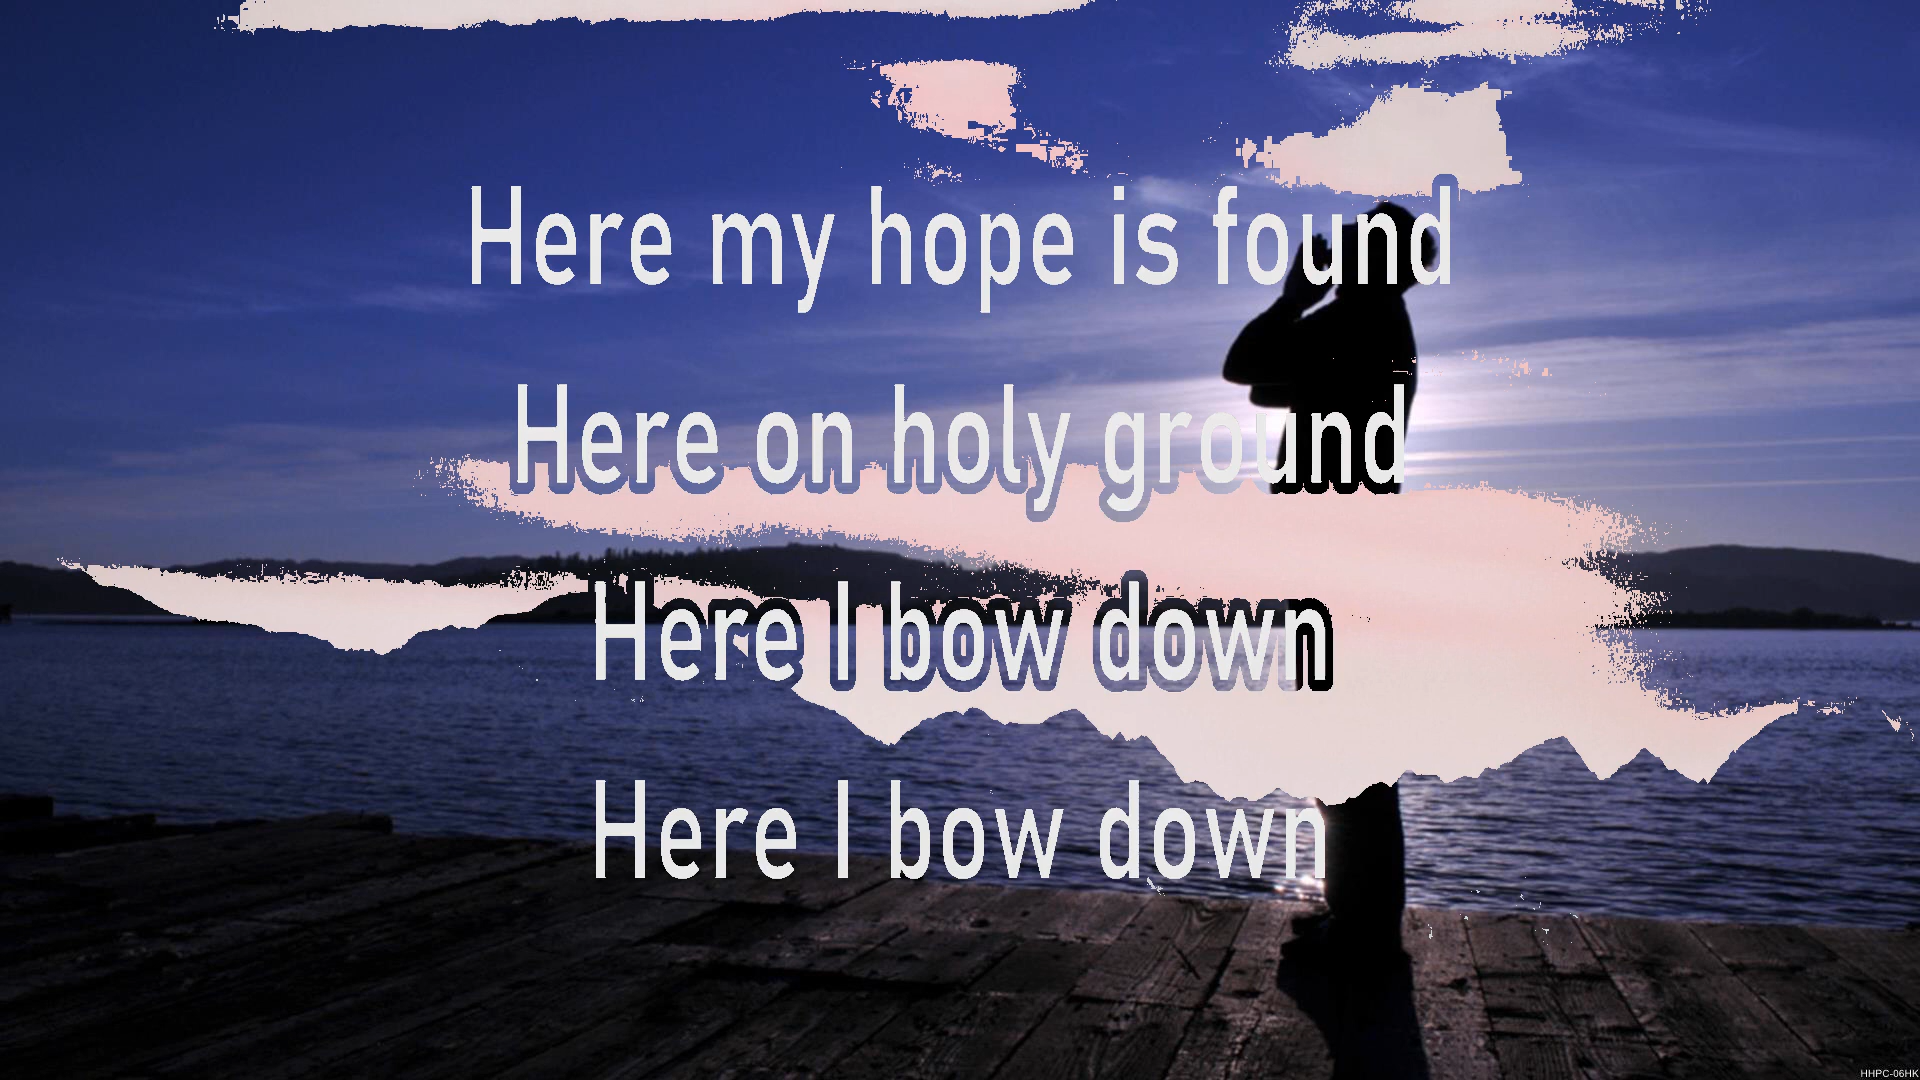 Here my hope is found
Here on holy ground
Here I bow down
Here I bow down
HHPC-06HK